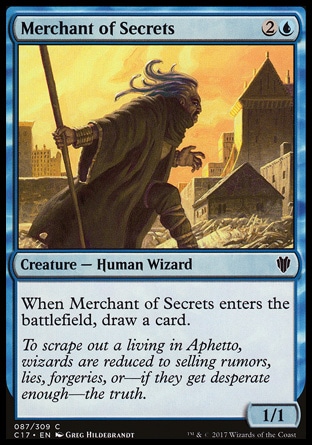 Merchant of Secrets 2
Creature — Human Wizard
When Merchant of Secrets enters the
battlefield, draw a card.
To scrape out a living in Aphetto,
wizards are reduced to selling rumors,
lies, forgeries, or—if they get desperate
enough—the truth.
1/1
087/309 C
C17 • EN Greg Hildebrandt
™ & © 2017 Wizards of the Coast